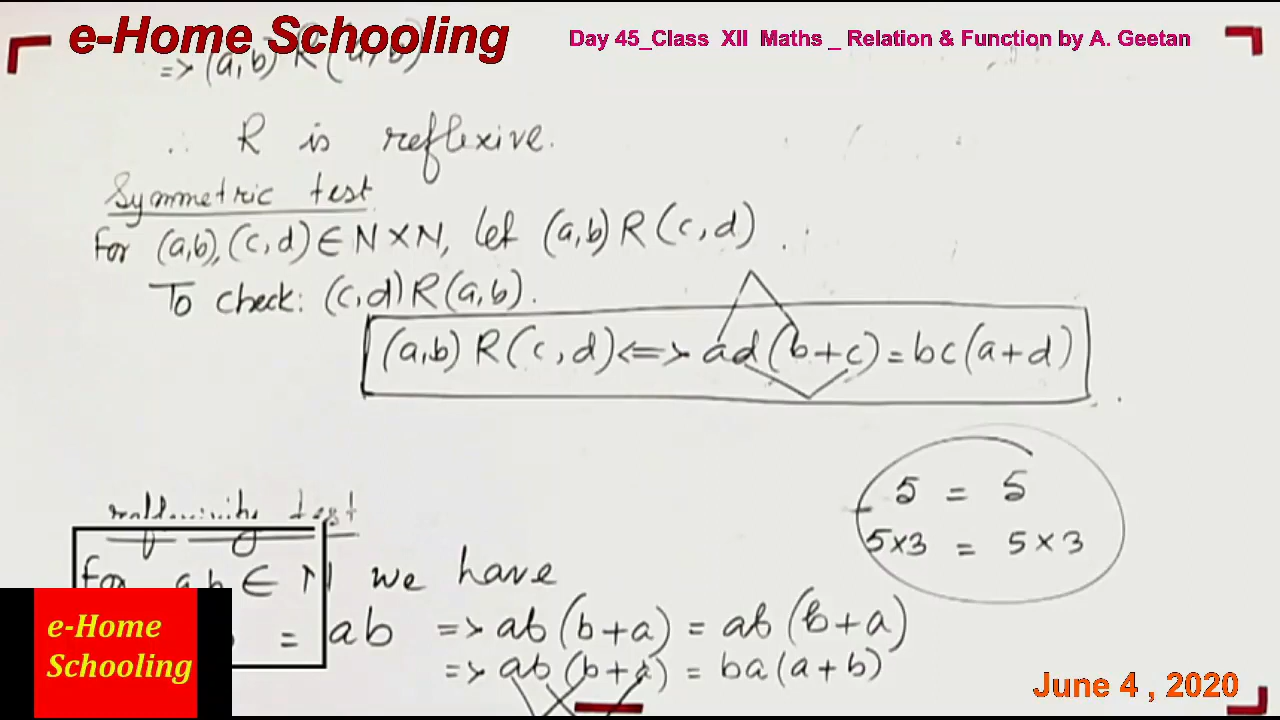 e-Home Schooling
Day 45_Class XII Maths _ Relation & Function by A. Geetan
=> (a,b) R (a,b)
∴ R is reflexive.
Symmetric test
For (a,b), (c,d) ∈ N×N, let (a,b) R (c,d)
To check: (c,d) R (a,b).
(a,b) R (c,d) <=> ad(b+c) = bc(a+d)
5 = 5
5×3 = 5×3
test
For a,b ∈ N we have
= ab => ab(b+a) = ab(b+a)
=> ab(b+a) = ba(a+b)
e-Home
Schooling
June 4 , 2020